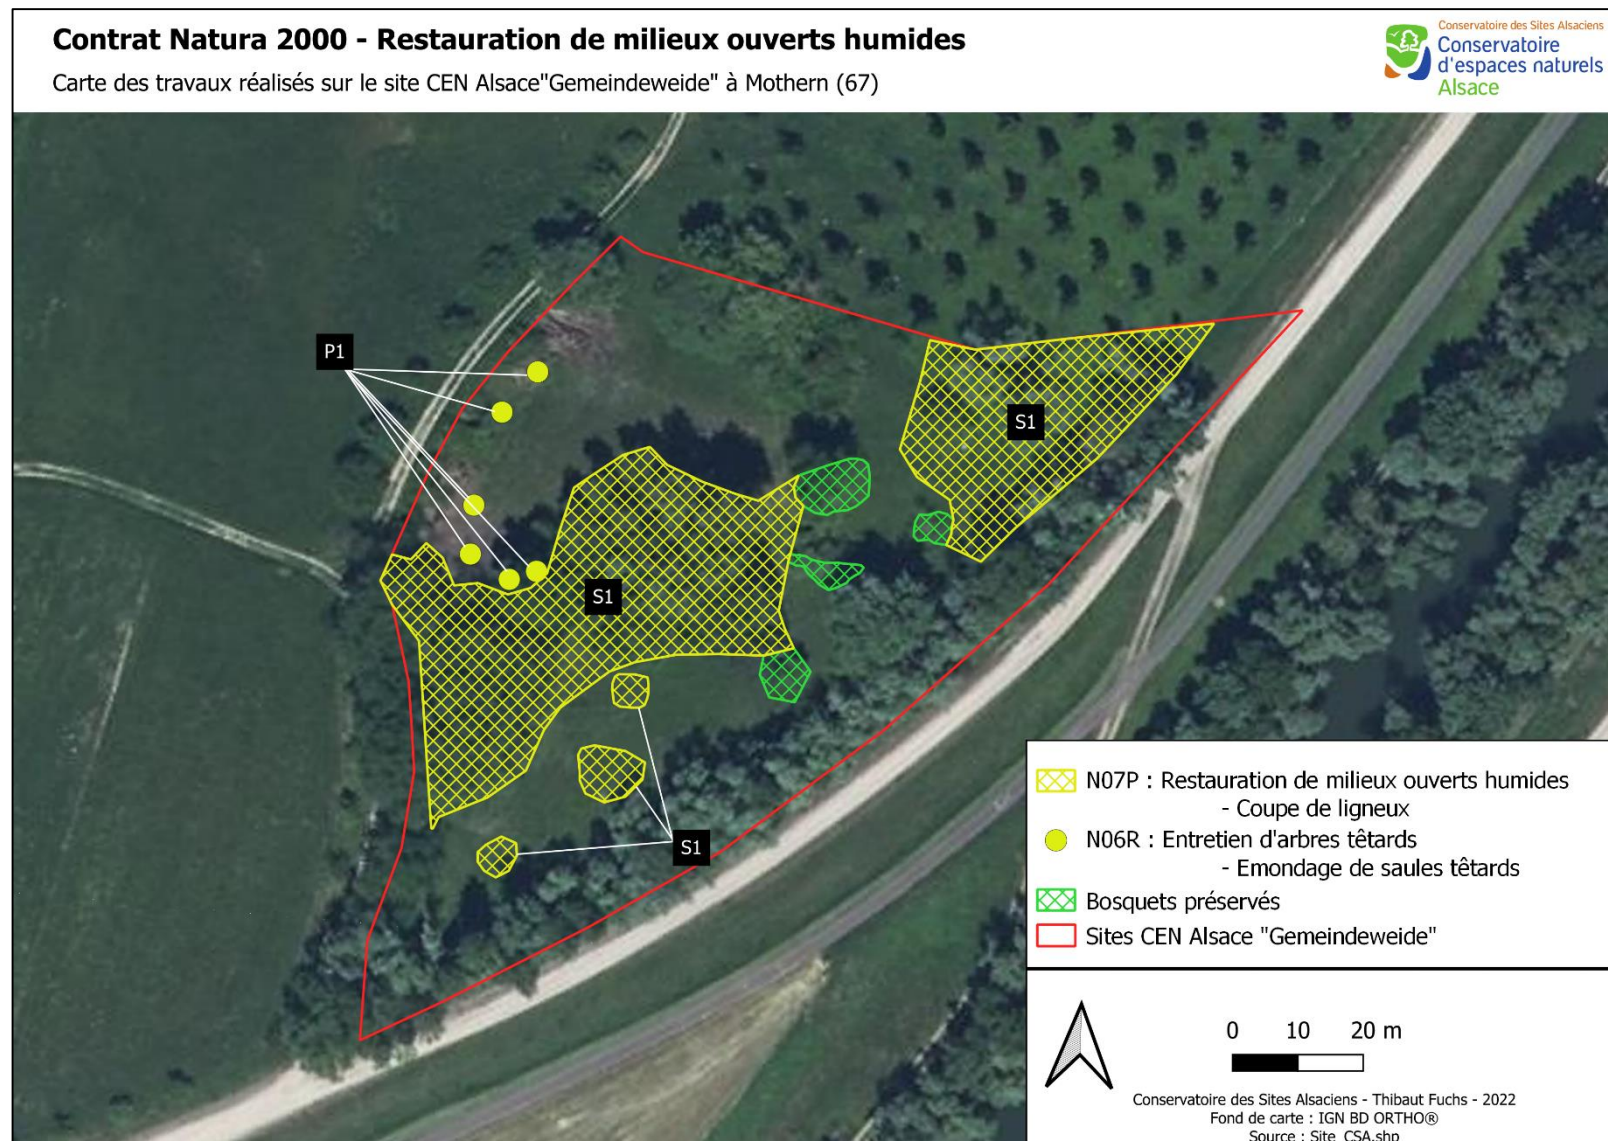 Contrat Natura 2000 - Restauration de milieux ouverts humides
Carte des travaux réalisés sur le site CEN Alsace"Gemeindeweide" à Mothern (67)
Conservatoire des Sites Alsaciens
Conservatoire
d'espaces naturels
Alsace
P1
S1
S1
S1
N07P : Restauration de milieux ouverts humides
- Coupe de ligneux
N06R : Entretien d'arbres têtards
- Emondage de saules têtards
Bosquets préservés
Sites CEN Alsace "Gemeindeweide"
0 10 20 m
Conservatoire des Sites Alsaciens - Thibaut Fuchs - 2022
Fond de carte : IGN BD ORTHO®
Source : Site_CSA.shp